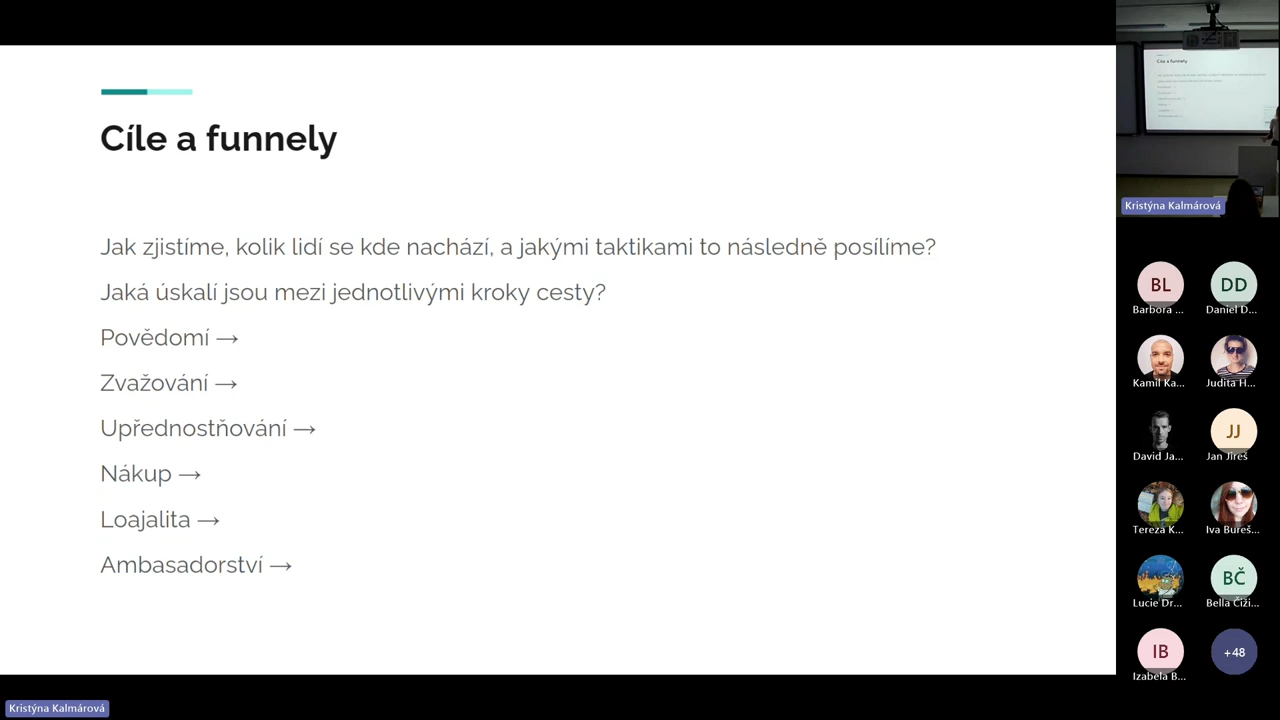 Cíle a funnely
Jak zjistíme, kolik lidí se kde nachází, a jakými taktikami to následně posílíme?
Jaká úskalí jsou mezi jednotlivými kroky cesty?
Povědomí →
Zvažování →
Upřednostňování →
Nákup →
Loajalita →
Ambasadorství →
Kristýna Kalmárová
Cíle a funnely
Kristýna Kalmárová
BL
DD
Barbora ...
Daniel D...
Kamil Ka...
Judita H...
JJ
David Ja...
Jan Jireš
Tereza K...
Iva Bureš...
BČ
Lucie Dr...
Bella Čiži...
IB
+48
Izabela B...